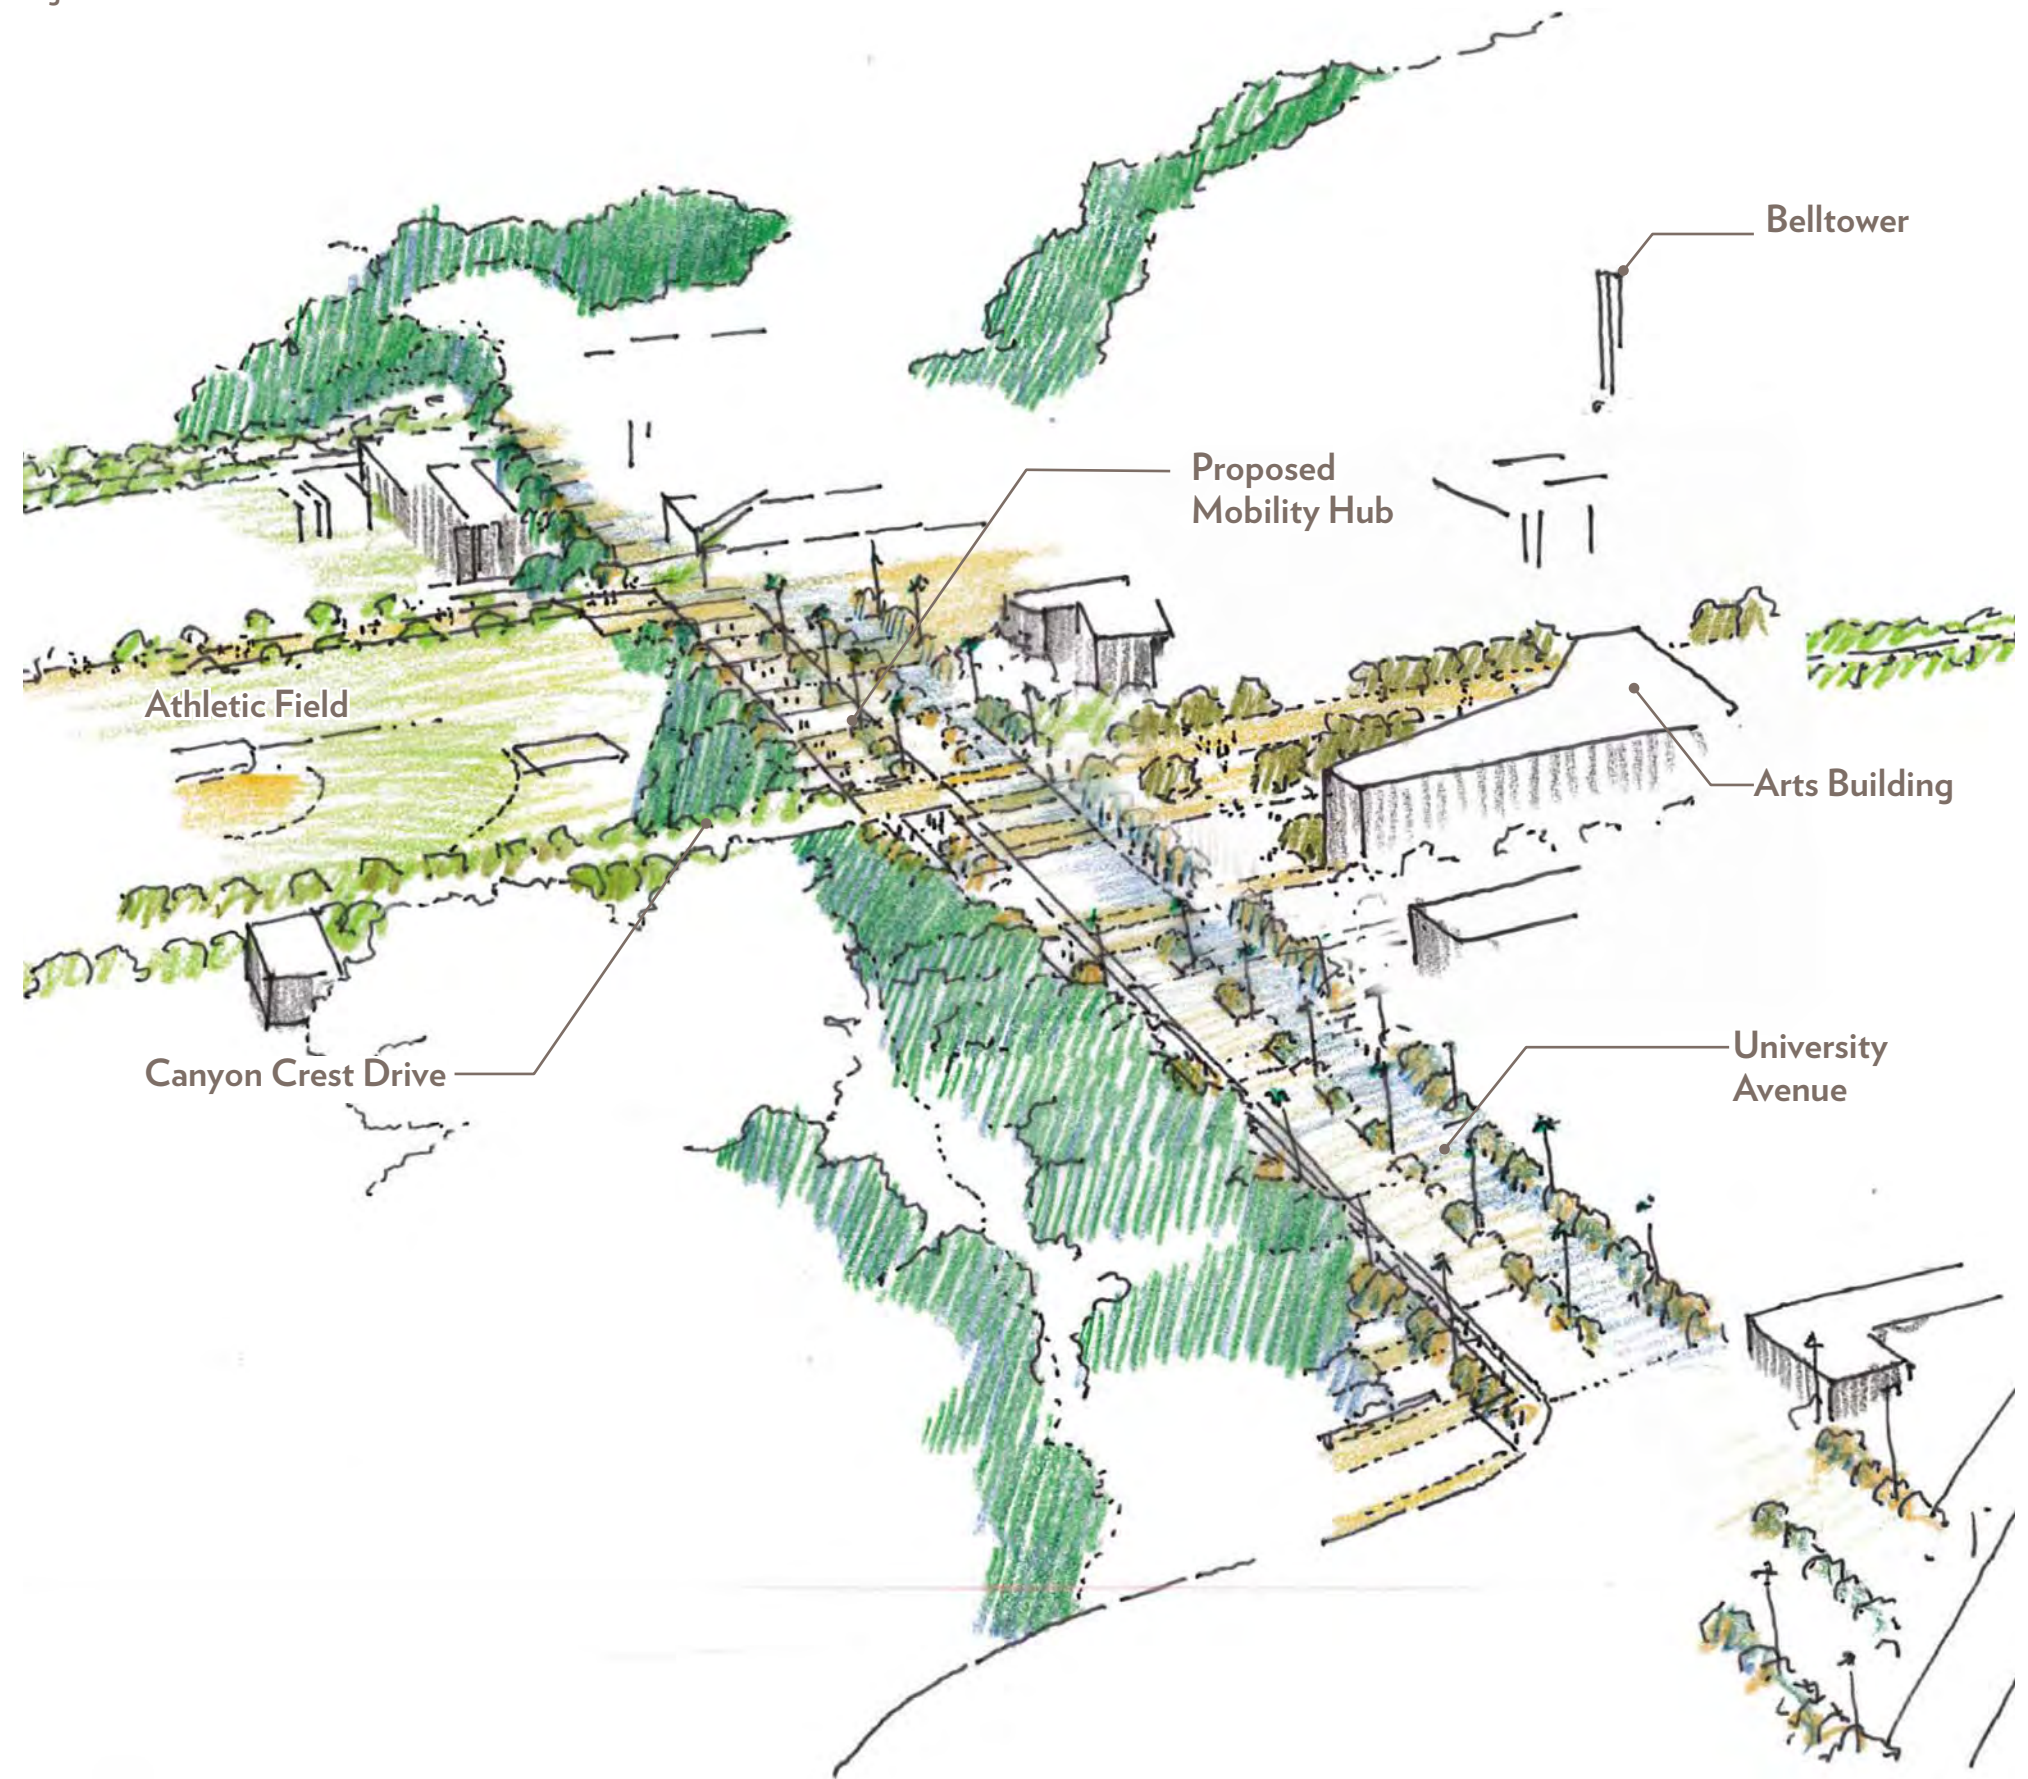 Belltower
Proposed
Mobility Hub
Athletic Field
Arts Building
University
Avenue
Canyon Crest Drive